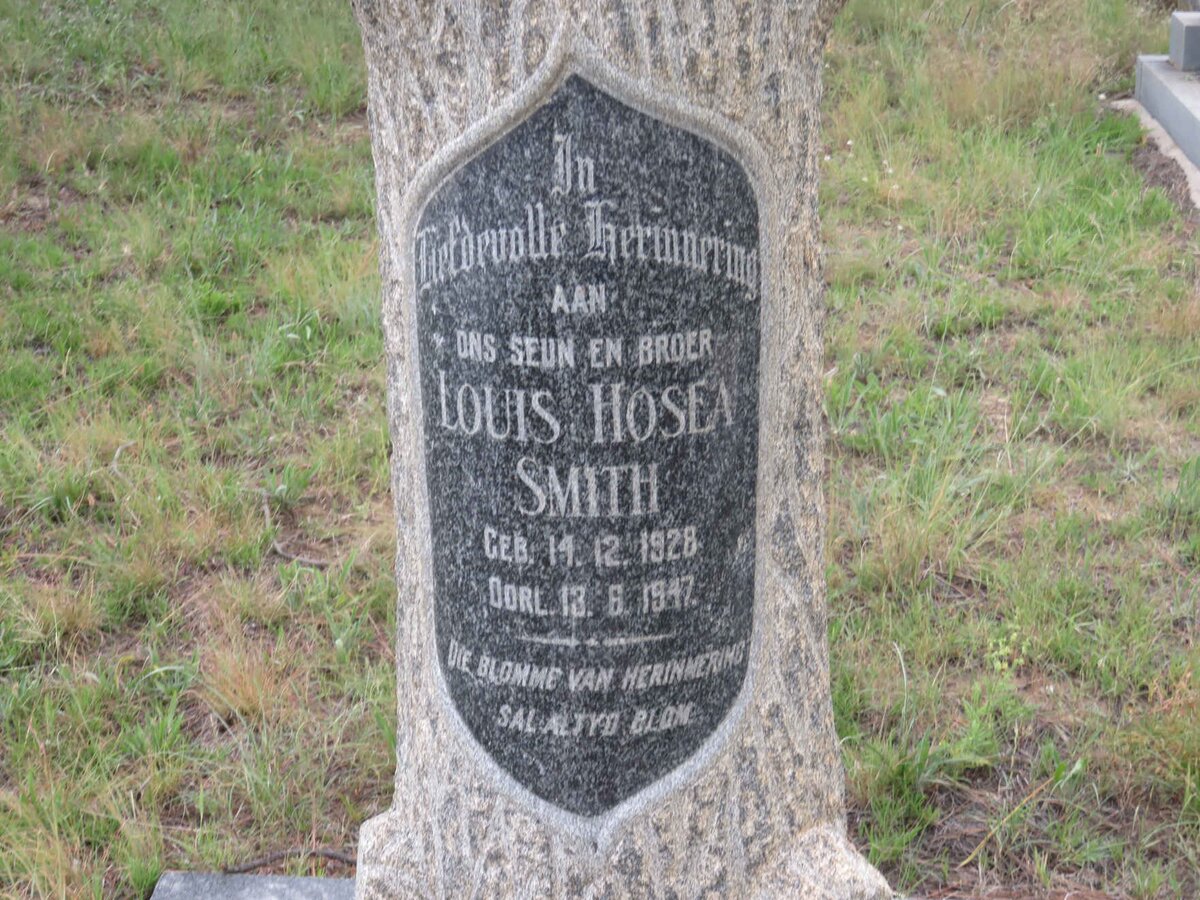 In
Liefdevolle Herinnering
AAN
ONS SEUN EN BROER
LOUIS HOSEA
SMITH
GEB. 14. 12. 1928
OORL. 13. 6. 1947.
DIE BLOMME VAN HERINNERING
SAL ALTYD BLOM.